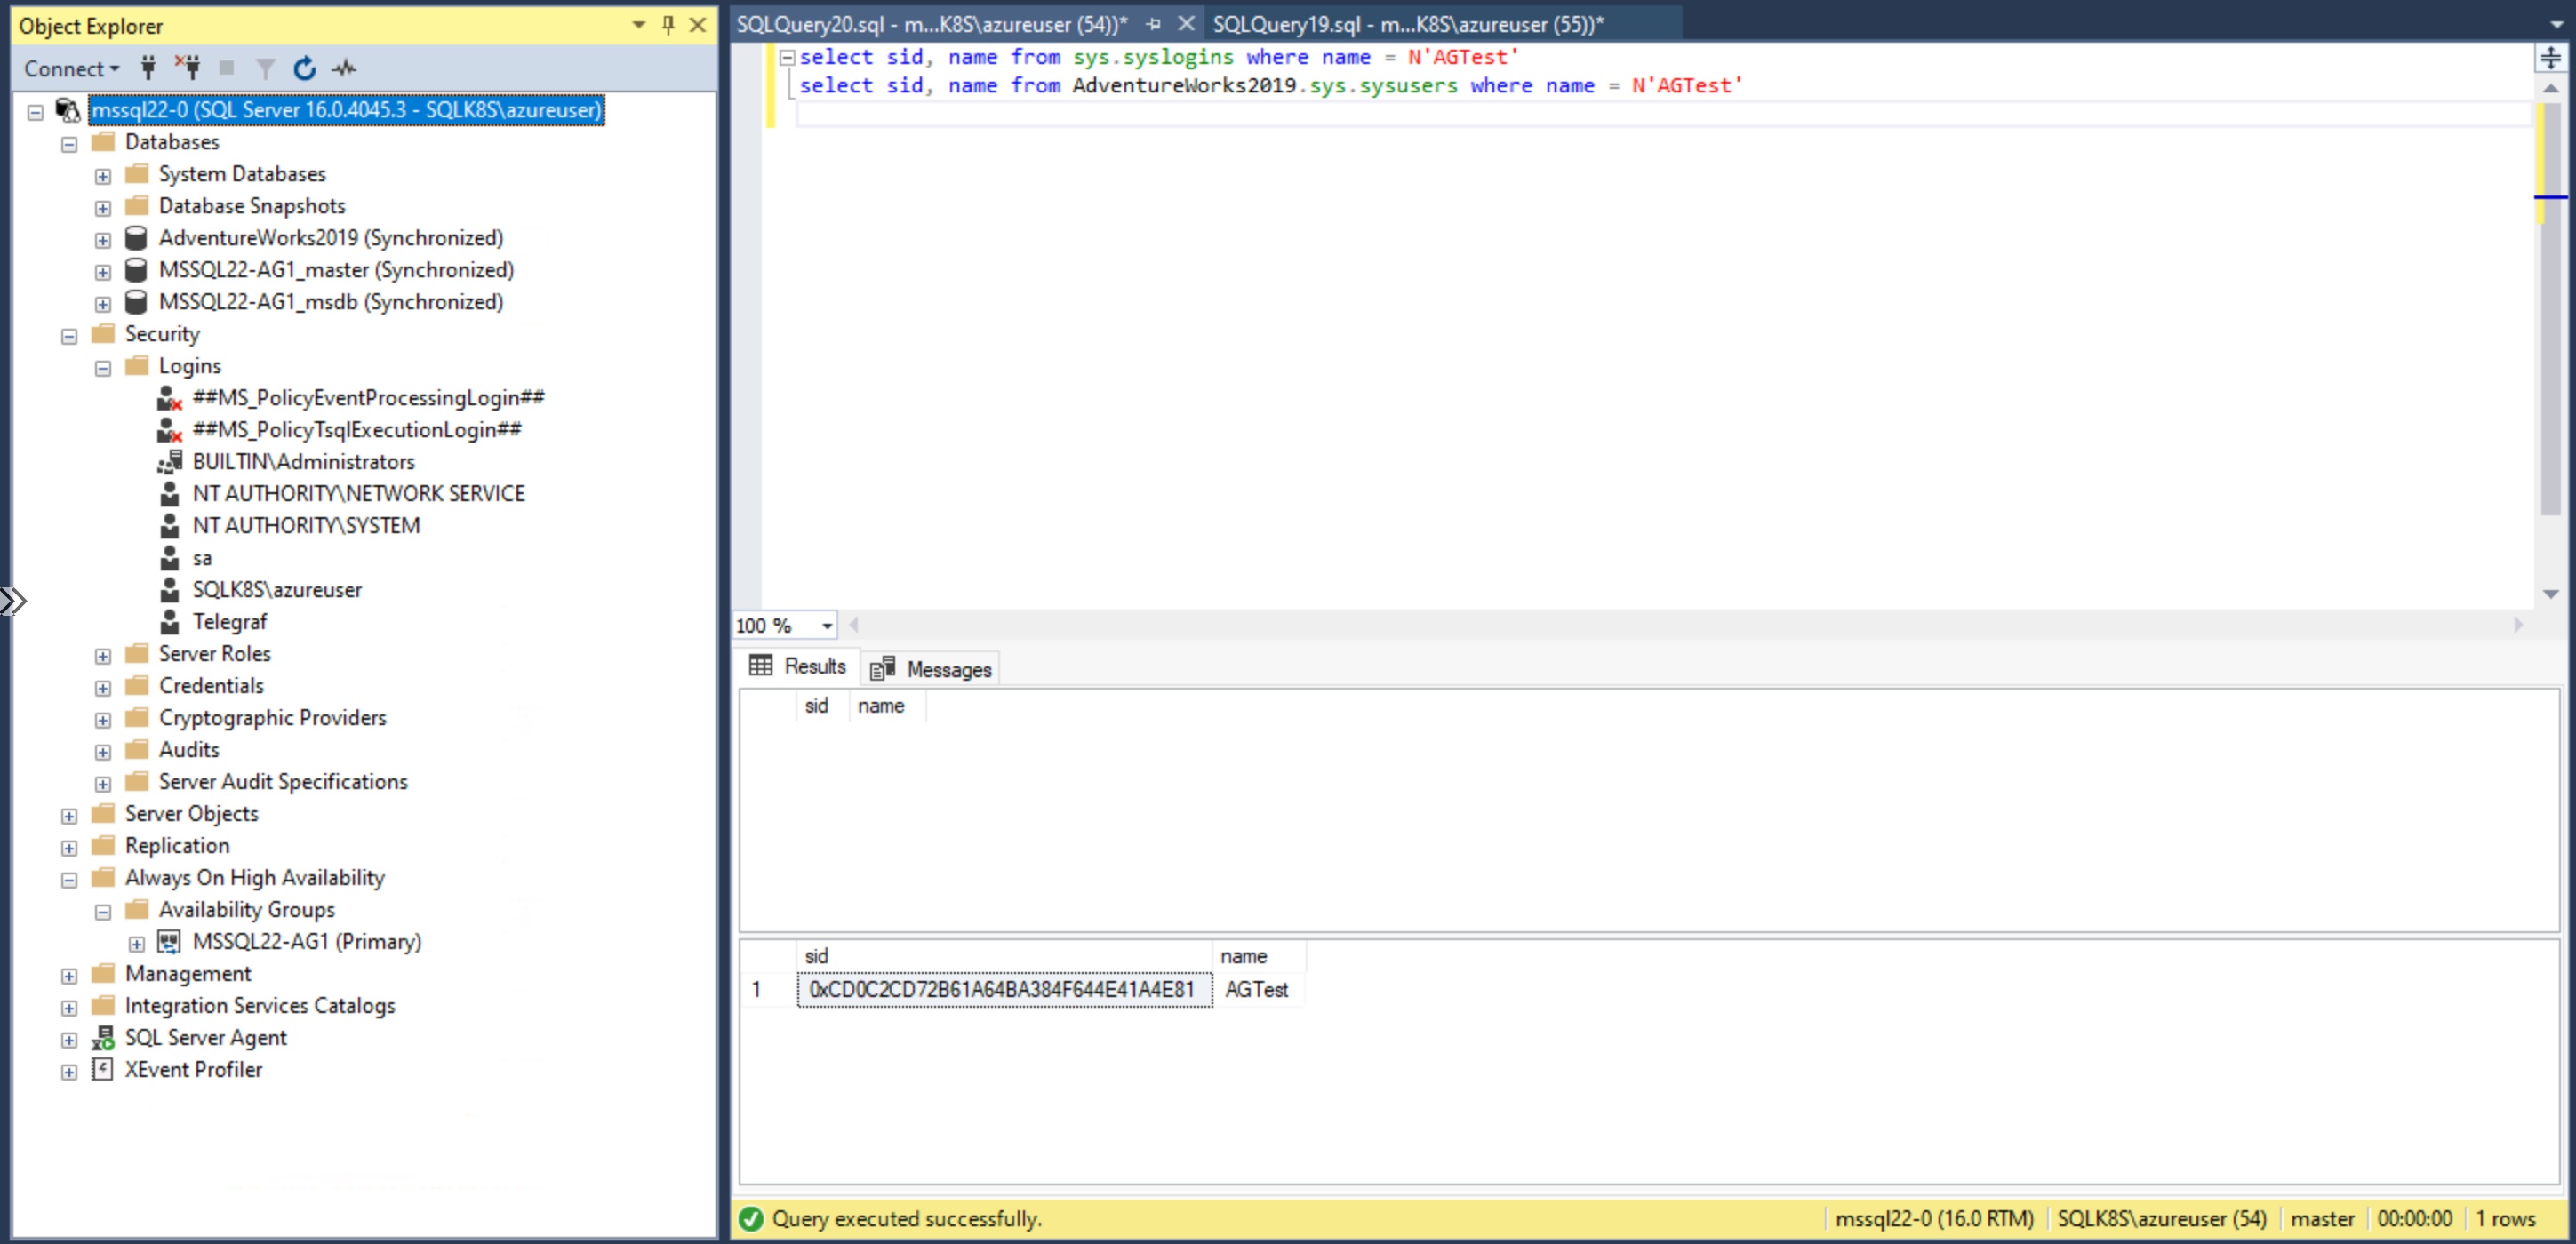 Object Explorer
Connect
mssql22-0 (SQL Server 16.0.4045.3 - SQLK8S\azureuser)
Databases
System Databases
Database Snapshots
AdventureWorks2019 (Synchronized)
MSSQL22-AG1_master (Synchronized)
MSSQL22-AG1_msdb (Synchronized)
Security
Logins
##MS_PolicyEventProcessingLogin##
##MS_PolicyTsqlExecutionLogin##
BUILTIN\Administrators
NT AUTHORITY\NETWORK SERVICE
NT AUTHORITY\SYSTEM
sa
SQLK8S\azureuser
Telegraf
Server Roles
Credentials
Cryptographic Providers
Audits
Server Audit Specifications
Server Objects
Replication
Always On High Availability
Availability Groups
MSSQL22-AG1 (Primary)
Management
Integration Services Catalogs
SQL Server Agent
XEvent Profiler
SQLQuery20.sql - m...K8S\azureuser (54))* SQLQuery19.sql - m...K8S\azureuser (55))*
select sid, name from sys.syslogins where name = N'AGTest'
select sid, name from AdventureWorks2019.sys.sysusers where name = N'AGTest'
100 %
Results Messages
sid name
sid name
1 0xCD0C2CD72B61A64BA384F644E41A4E81 AGTest
Query executed successfully. mssql22-0 (16.0 RTM) SQLK8S\azureuser (54) master 00:00:00 1 rows